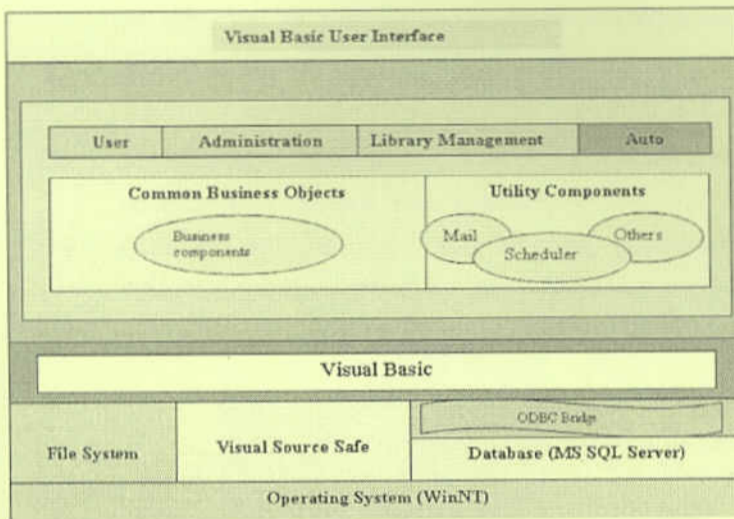 Visual Basic User Interface
User Administration Library Management Auto
Common Business Objects
Utility Components
Business
components
Mail
Scheduler
Others
Visual Basic
File System
Visual Source Safe
ODBC Bridge
Database (MS SQL Server)
Operating System (WinNT)